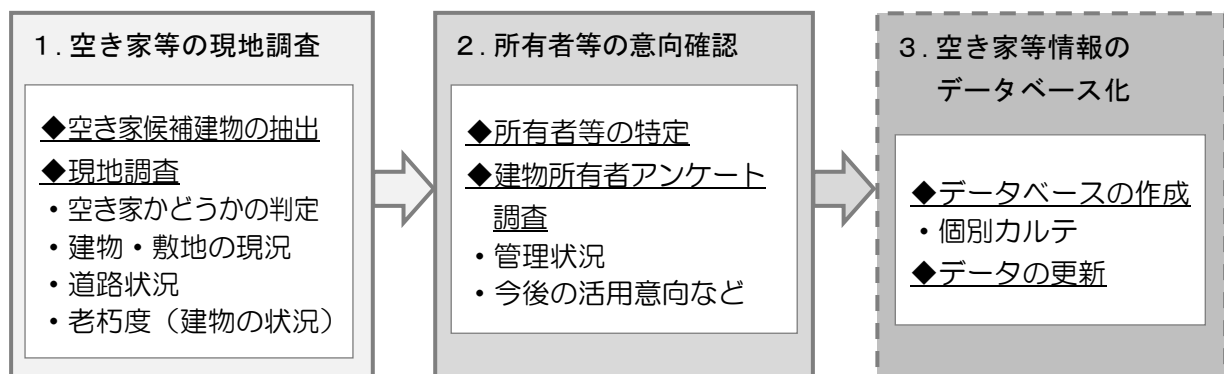 １．空き家等の現地調査
◆空き家候補建物の抽出
◆現地調査
・空き家かどうかの判定
・建物・敷地の現況
・道路状況
・老朽度（建物の状況）
２．所有者等の意向確認
◆所有者等の特定
◆建物所有者アンケート
調査
・管理状況
・今後の活用意向など
３．空き家等情報の
データベース化
◆データベースの作成
・個別カルテ
◆データの更新